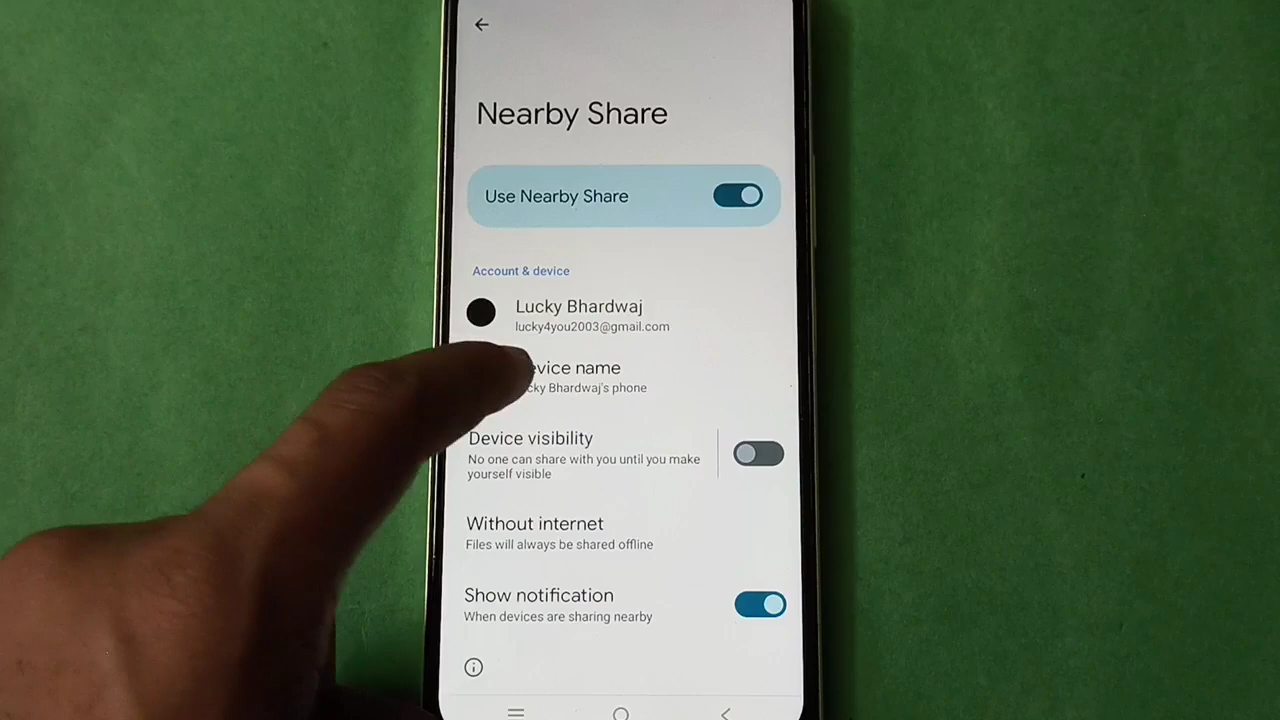 Nearby Share
Use Nearby Share
Account & device
Lucky Bhardwaj
lucky4you2003@gmail.com
name
Bhardwaj's phone
Device visibility
No one can share with you until you make
yourself visible
Without internet
Files will always be shared offline
Show notification
When devices are sharing nearby